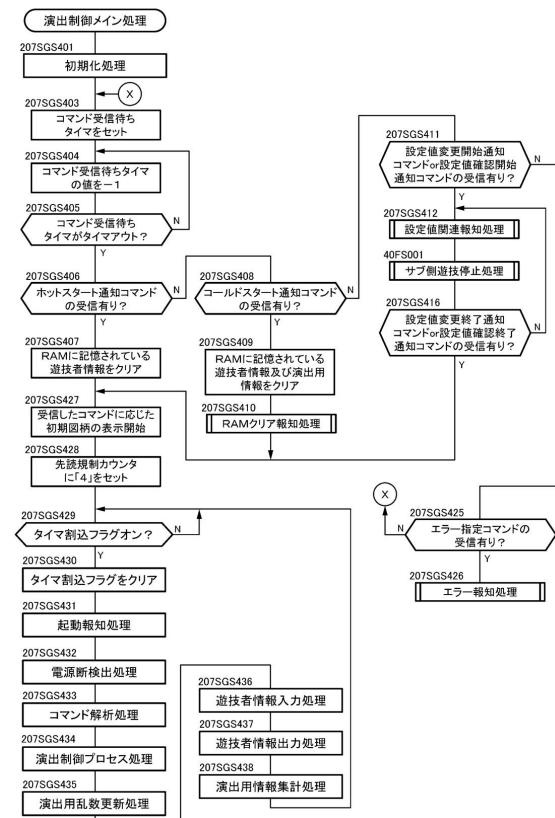 演出制御メイン処理
207SGS401
初期化処理
X
207SGS403
コマンド受信待ち
タイマをセット
207SGS404
コマンド受信待ちタイマ
の値を－1
207SGS405
コマンド受信待ち
タイマがタイムアウト？
N
Y
207SGS406
ホットスタート通知コマンド
の受信有り？
N
Y
207SGS407
RAMに記憶されている
遊技者情報をクリア
207SGS427
受信したコマンドに応じた
初期図柄の表示開始
207SGS428
先読規制カウンタ
に「4」をセット
207SGS429
タイマ割込フラグオン？
N
Y
207SGS430
タイマ割込フラグをクリア
207SGS431
起動報知処理
207SGS432
電源断検出処理
207SGS433
コマンド解析処理
207SGS434
演出制御プロセス処理
207SGS435
演出用乱数更新処理
207SGS408
コールドスタート通知コマンド
の受信有り？
N
Y
207SGS409
RAMに記憶されている
遊技者情報及び演出用
情報をクリア
207SGS410
RAMクリア報知処理
207SGS436
遊技者情報入力処理
207SGS437
遊技者情報出力処理
207SGS438
演出用情報集計処理
207SGS411
設定値変更開始通知
コマンドor設定値確認開始
通知コマンドの受信有り？
N
Y
207SGS412
設定値関連報知処理
40FS001
サブ側遊技停止処理
207SGS416
設定値変更終了通知
コマンドor設定値確認終了
通知コマンドの受信有り？
N
Y
X
207SGS425
エラー指定コマンドの
受信有り？
N
Y
207SGS426
エラー報知処理